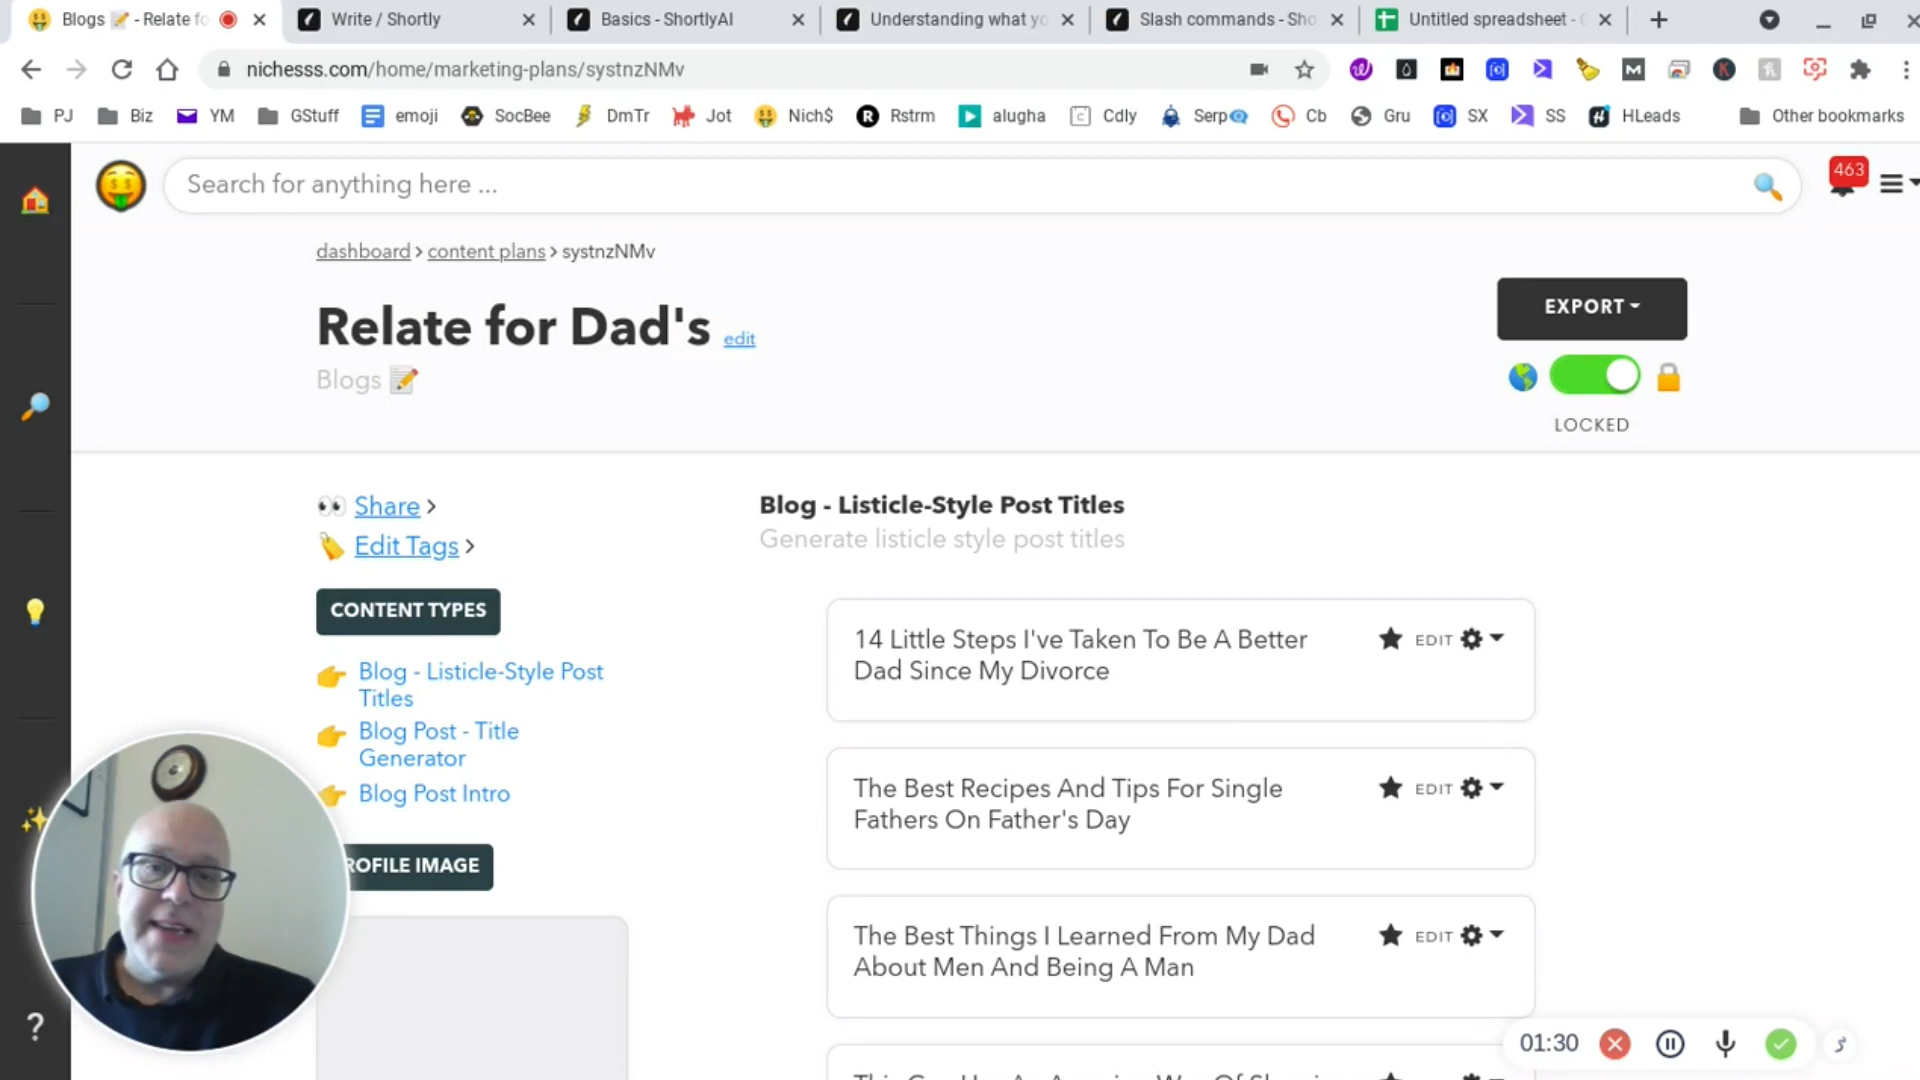 Blogs 📝 - Relate fo
Write / Shortly
Basics - ShortlyAI
Understanding what yo
Slash commands - Sho
Untitled spreadsheet -
nichesss.com/home/marketing-plans/systnzNMv
PJ
Biz
YM
GStuff
emoji
SocBee
DmTr
Jot
Nich$
Rstrm
alugha
Cdly
Serp
Cb
Gru
SX
SS
HLeads
Other bookmarks
Search for anything here ...
463
dashboard > content plans > systnzNMv
Relate for Dad's edit
EXPORT
Blogs 📝
LOCKED
Share >
Edit Tags >
CONTENT TYPES
Blog - Listicle-Style Post
Titles
Blog Post - Title
Generator
Blog Post Intro
ROFILE IMAGE
Blog - Listicle-Style Post Titles
Generate listicle style post titles
14 Little Steps I've Taken To Be A Better
Dad Since My Divorce
EDIT
The Best Recipes And Tips For Single
Fathers On Father's Day
EDIT
The Best Things I Learned From My Dad
About Men And Being A Man
EDIT
01:30